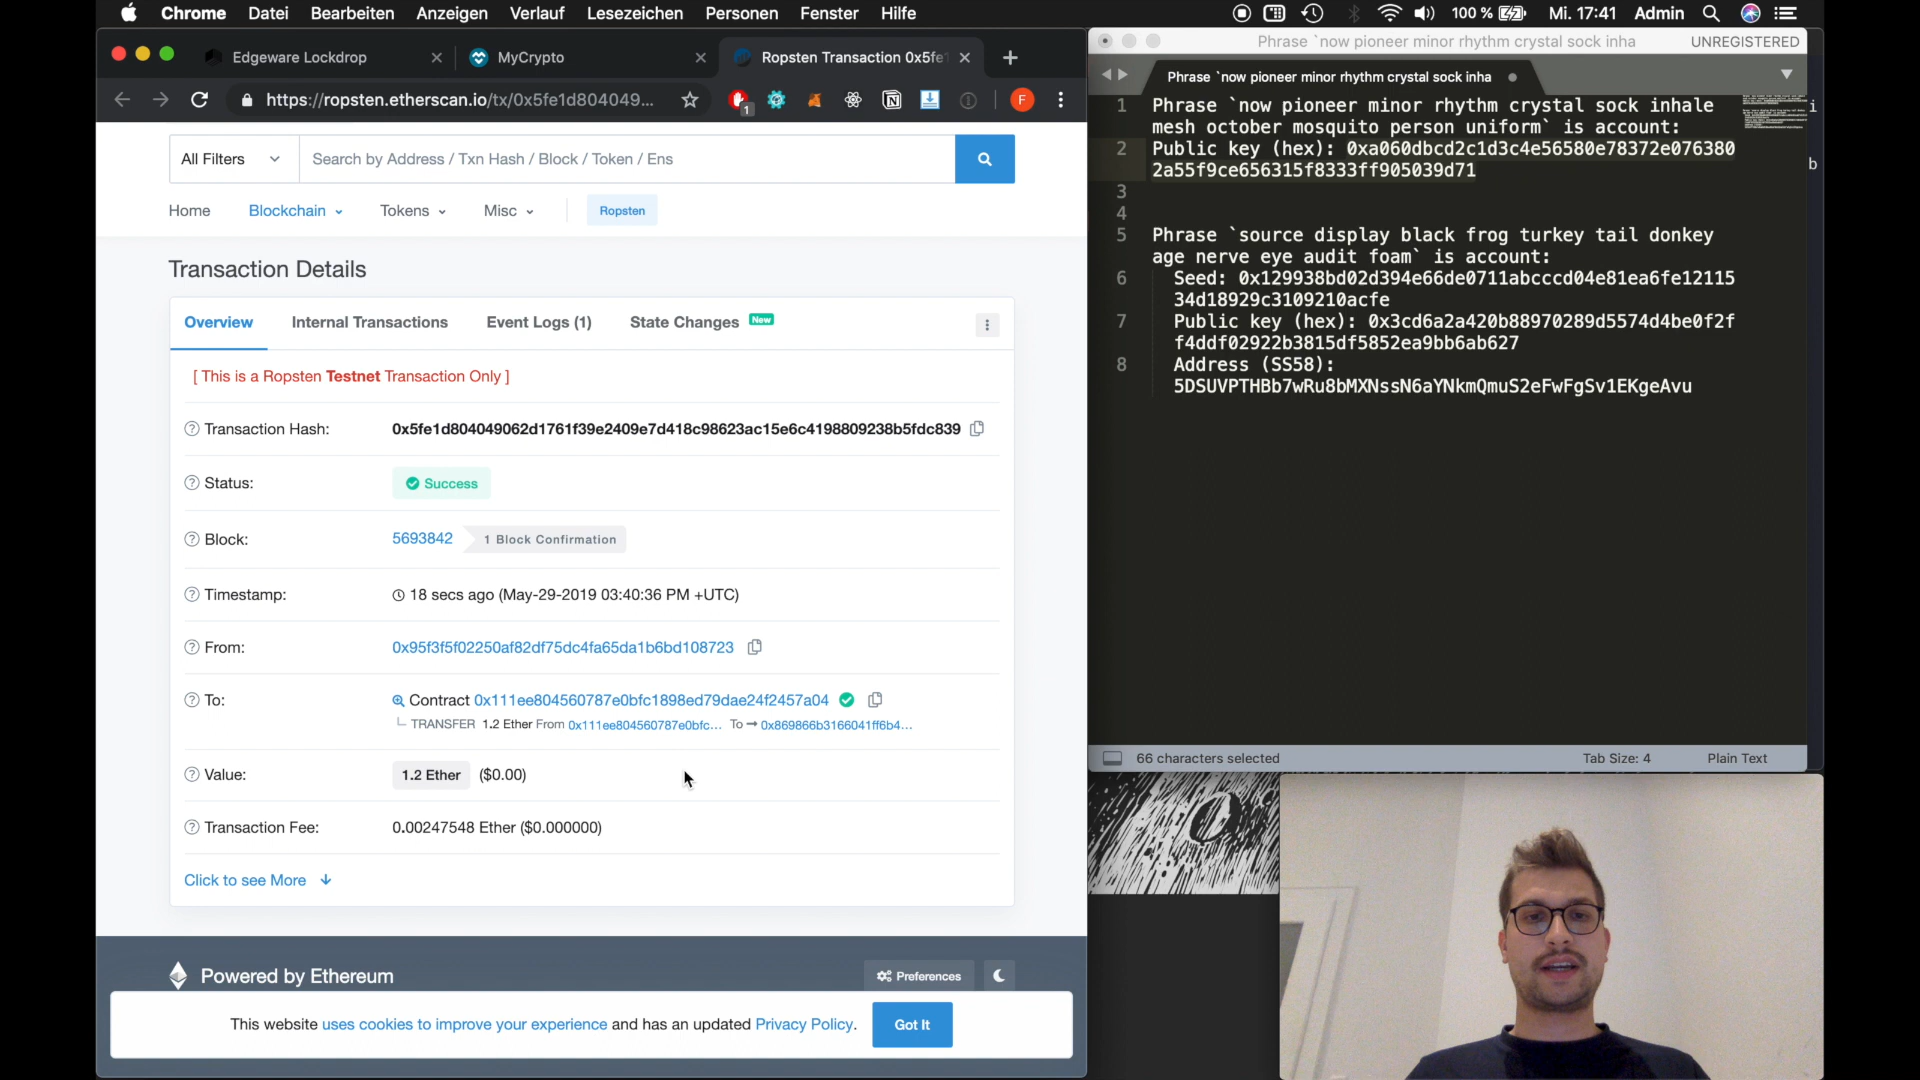 Chrome Datei Bearbeiten Anzeigen Verlauf Lesezeichen Personen Fenster Hilfe 100 % Mi. 17:41 Admin
Edgeware Lockdrop MyCrypto Ropsten Transaction 0x5fe1
https://ropsten.etherscan.io/tx/0x5fe1d804049... 1 F
All Filters Search by Address / Txn Hash / Block / Token / Ens
Home Blockchain Tokens Misc Ropsten
Transaction Details
Overview Internal Transactions Event Logs (1) State Changes New
[ This is a Ropsten Testnet Transaction Only ]
Transaction Hash: 0x5fe1d804049062d1761f39e2409e7d418c98623ac15e6c4198809238b5fdc839
Status: Success
Block: 5693842 1 Block Confirmation
Timestamp: 18 secs ago (May-29-2019 03:40:36 PM +UTC)
From: 0x95f3f5f02250af82df75dc4fa65da1b6bd108723
To: Contract 0x111ee804560787e0bfc1898ed79dae24f2457a04
TRANSFER 1.2 Ether From 0x111ee804560787e0bfc... To → 0x869866b3166041ff6b4...
Value: 1.2 Ether ($0.00)
Transaction Fee: 0.00247548 Ether ($0.000000)
Click to see More
Powered by Ethereum Preferences
This website uses cookies to improve your experience and has an updated Privacy Policy. Got It
Phrase `now pioneer minor rhythm crystal sock inha UNREGISTERED
Phrase `now pioneer minor rhythm crystal sock inha
1 Phrase `now pioneer minor rhythm crystal sock inhale
mesh october mosquito person uniform` is account:
2 Public key (hex): 0xa060dbcd2c1d3c4e56580e78372e076380
2a55f9ce656315f8333ff905039d71
3
4
5 Phrase `source display black frog turkey tail donkey
age nerve eye audit foam` is account:
6 Seed: 0x129938bd02d394e66de0711abcccd04e81ea6fe12115
34d18929c3109210acfe
7 Public key (hex): 0x3cd6a2a420b88970289d5574d4be0f2f
f4ddf02922b3815df5852ea9bb6ab627
8 Address (SS58):
5DSUVPTHBb7wRu8bMXNssN6aYNkmQmuS2eFwFgSv1EKgeAvu
66 characters selected Tab Size: 4 Plain Text